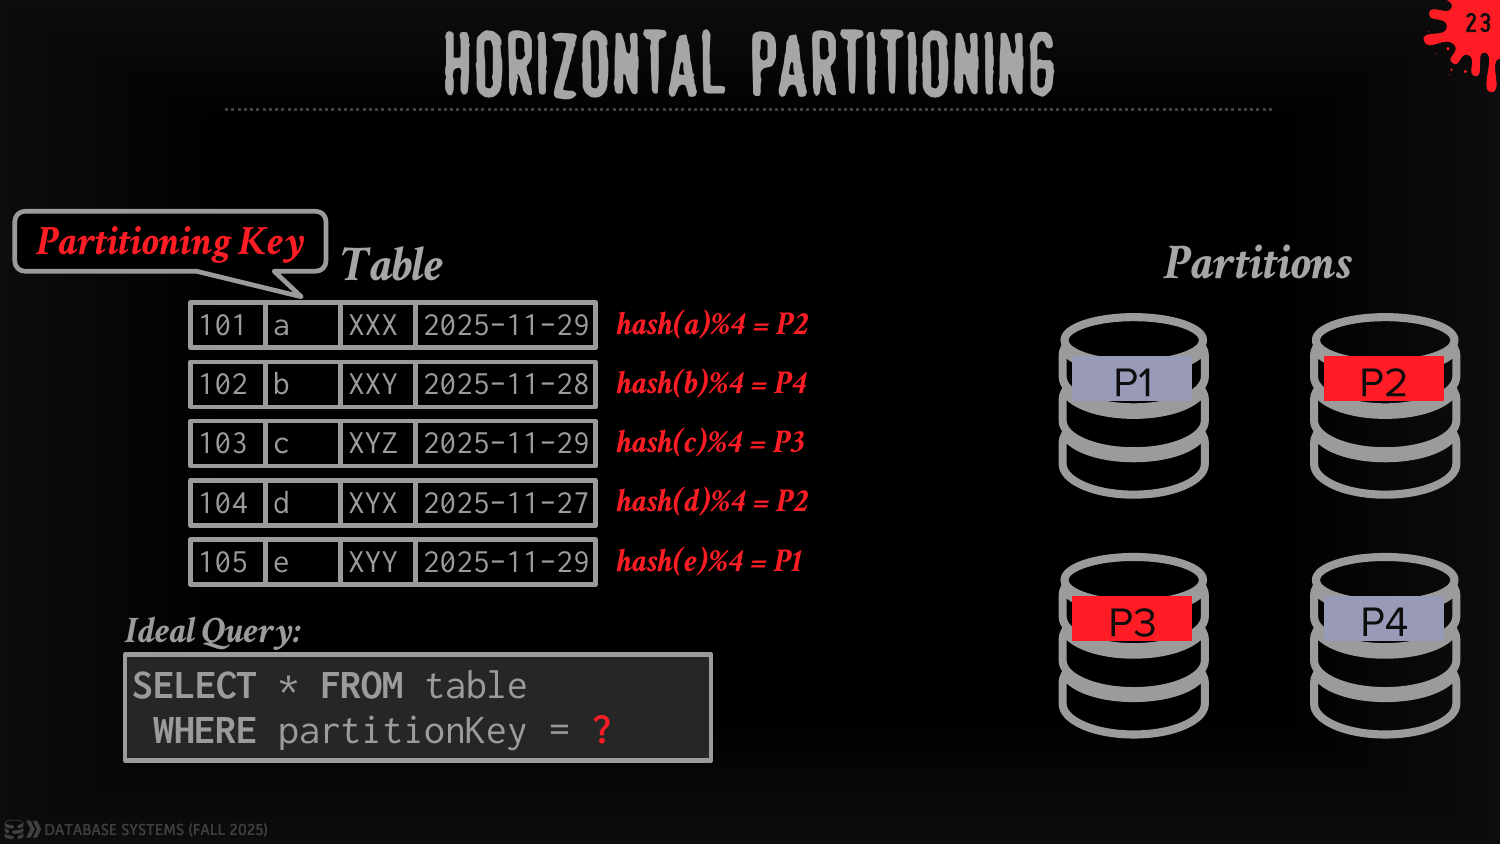 23
HORIZONTAL PARTITIONING
Partitioning Key
Table
Partitions
101 a XXX 2025-11-29 hash(a)%4 = P2
102 b XXY 2025-11-28 hash(b)%4 = P4
103 c XYZ 2025-11-29 hash(c)%4 = P3
104 d XYX 2025-11-27 hash(d)%4 = P2
105 e XYY 2025-11-29 hash(e)%4 = P1
P1 P2
P3 P4
Ideal Query:
SELECT * FROM table
WHERE partitionKey = ?
DATABASE SYSTEMS (FALL 2025)